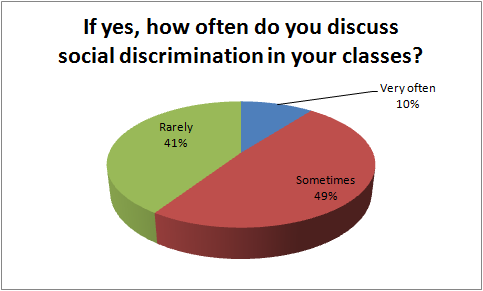 If yes, how often do you discuss
social discrimination in your classes?
Very often
10%
Rarely
41%
Sometimes
49%